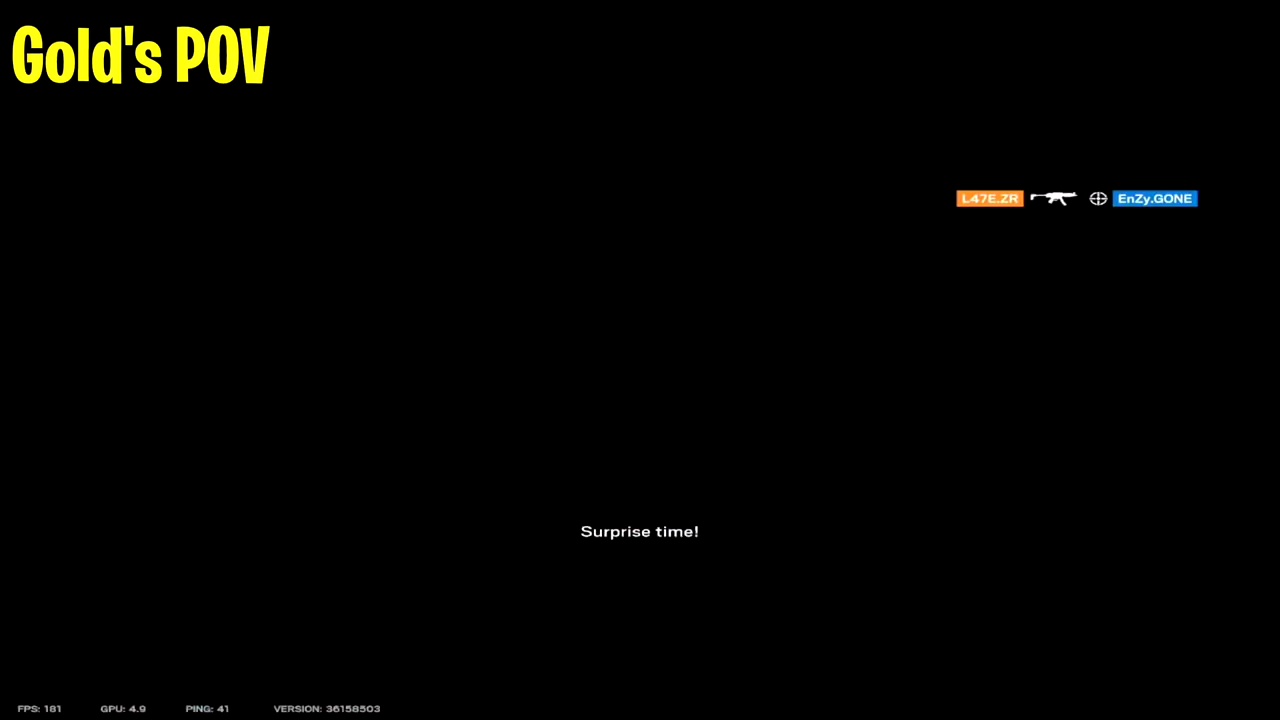 Gold's POV
L47E.ZR EnZy.GONE
Surprise time!
FPS: 181 GPU: 4.9 PING: 41 VERSION: 36158503